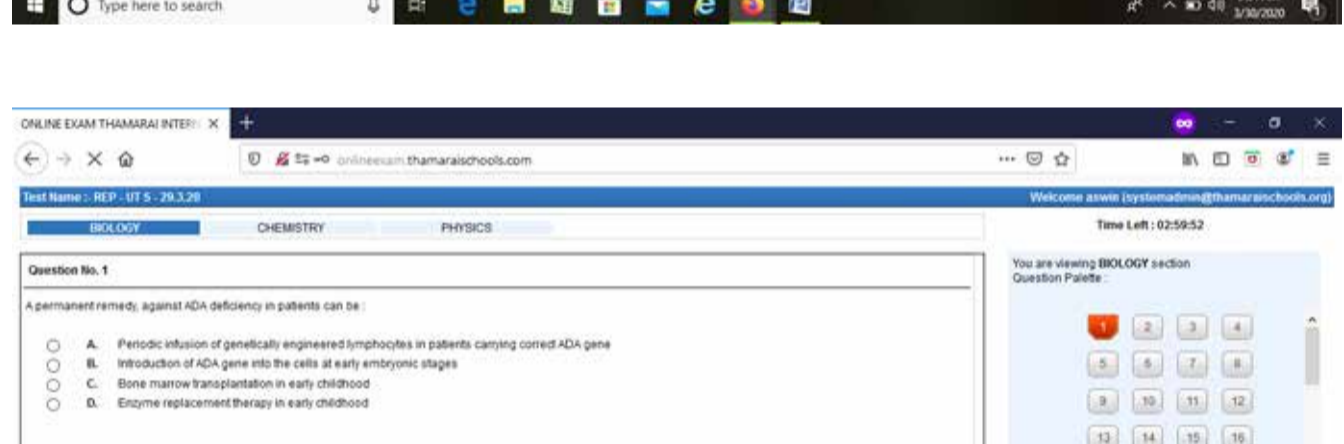 Type here to search
3/30/2020
ONLINE EXAM THAMARAI INTERN
onlineexam.thamaraischools.com
Test Name :- REP - UT 5 - 29.3.20
Welcome aswin (systemadmin@thamaraischools.org)
BIOLOGY CHEMISTRY PHYSICS
Time Left : 02:59:52
Question No. 1
You are viewing BIOLOGY section
Question Palette :
A permanent remedy, against ADA deficiency in patients can be :
A. Periodic infusion of genetically engineered lymphocytes in patients carrying correct ADA gene
B. Introduction of ADA gene into the cells at early embryonic stages
C. Bone marrow transplantation in early childhood
D. Enzyme replacement therapy in early childhood
1 2 3 4
5 6 7 8
9 10 11 12
13 14 15 16